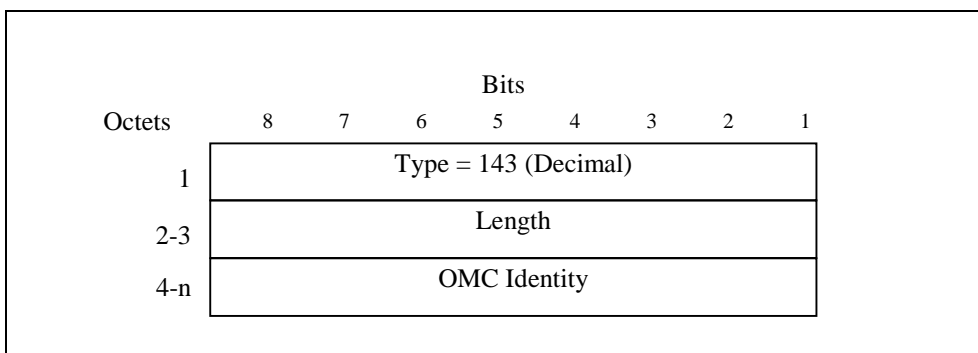 Bits
Octets 8 7 6 5 4 3 2 1
1 Type = 143 (Decimal)
2-3 Length
4-n OMC Identity